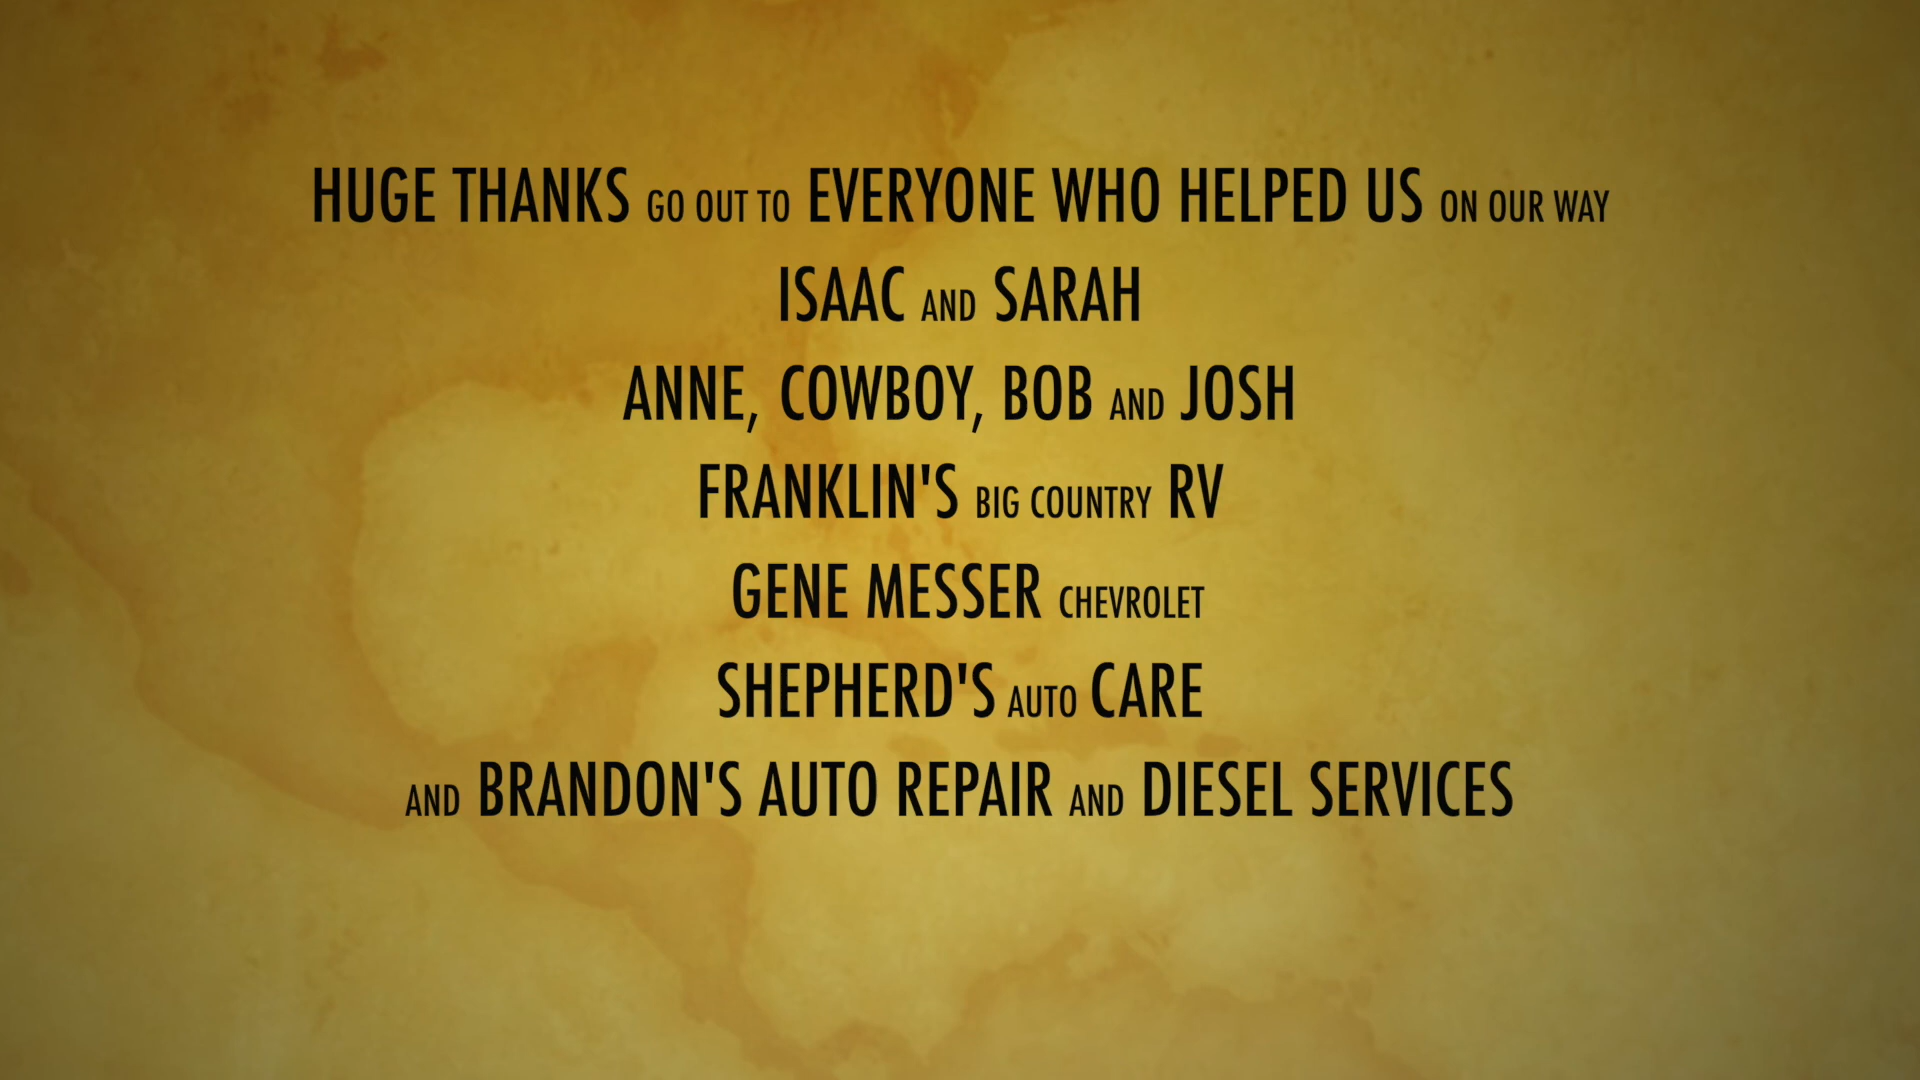 HUGE THANKS GO OUT TO EVERYONE WHO HELPED US ON OUR WAY
ISAAC AND SARAH
ANNE, COWBOY, BOB AND JOSH
FRANKLIN'S BIG COUNTRY RV
GENE MESSER CHEVROLET
SHEPHERD'S AUTO CARE
AND BRANDON'S AUTO REPAIR AND DIESEL SERVICES